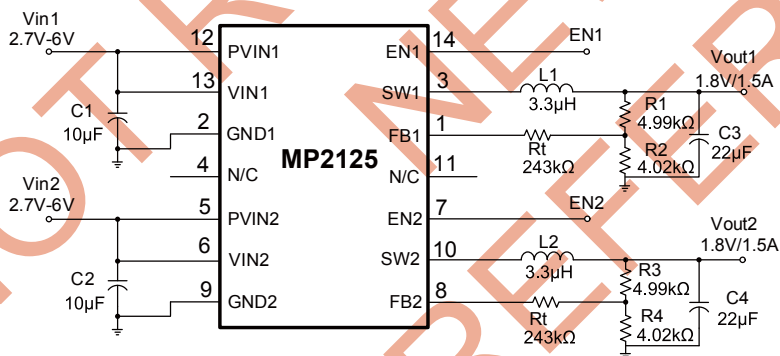 Vin1
2.7V-6V
12
PVIN1
13
VIN1
C1
10µF
2
GND1
4
N/C
Vin2
2.7V-6V
5
PVIN2
6
VIN2
C2
10µF
9
GND2
MP2125
EN1
14
EN1
SW1
3
L1
3.3µH
Vout1
1.8V/1.5A
FB1
1
Rt
243kΩ
R1
4.99kΩ
R2
4.02kΩ
C3
22µF
N/C
11
EN2
7
EN2
SW2
10
L2
3.3µH
Vout2
1.8V/1.5A
FB2
8
Rt
243kΩ
R3
4.99kΩ
R4
4.02kΩ
C4
22µF